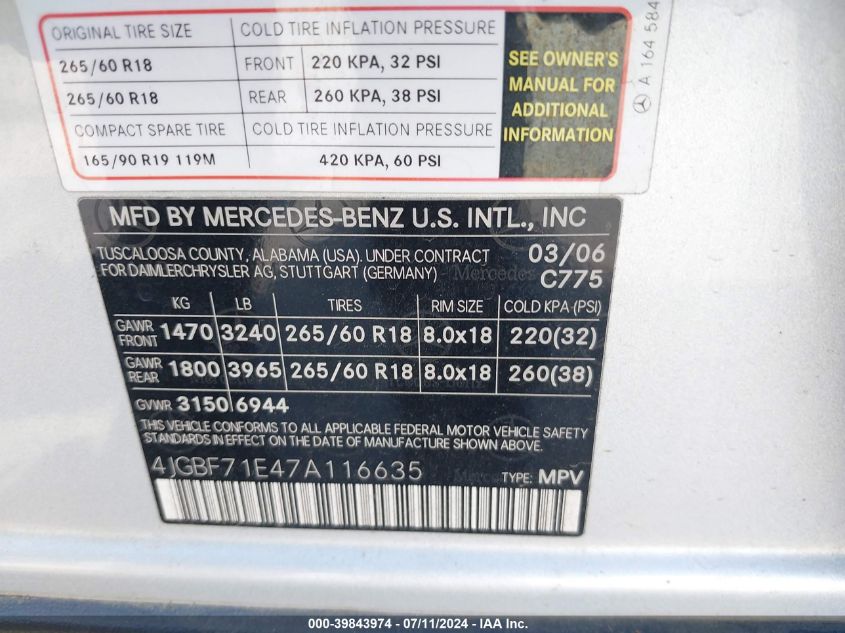 ORIGINAL TIRE SIZE COLD TIRE INFLATION PRESSURE
265/60 R18 FRONT 220 KPA, 32 PSI
265/60 R18 REAR 260 KPA, 38 PSI
COMPACT SPARE TIRE COLD TIRE INFLATION PRESSURE
165/90 R19 119M 420 KPA, 60 PSI
SEE OWNER'S
MANUAL FOR
ADDITIONAL
INFORMATION
A 164 584
MFD BY MERCEDES-BENZ U.S. INTL., INC
TUSCALOOSA COUNTY, ALABAMA (USA). UNDER CONTRACT 03/06
FOR DAIMLERCHRYSLER AG, STUTTGART (GERMANY) C775
KG LB TIRES RIM SIZE COLD KPA (PSI)
GAWR FRONT 1470 3240 265/60 R18 8.0x18 220(32)
GAWR REAR 1800 3965 265/60 R18 8.0x18 260(38)
GVWR 3150 6944
THIS VEHICLE CONFORMS TO ALL APPLICABLE FEDERAL MOTOR VEHICLE SAFETY
STANDARDS IN EFFECT ON THE DATE OF MANUFACTURE SHOWN ABOVE.
4JGBF71E47A116635 TYPE: MPV
000-39843974 - 07/11/2024 - IAAI.com